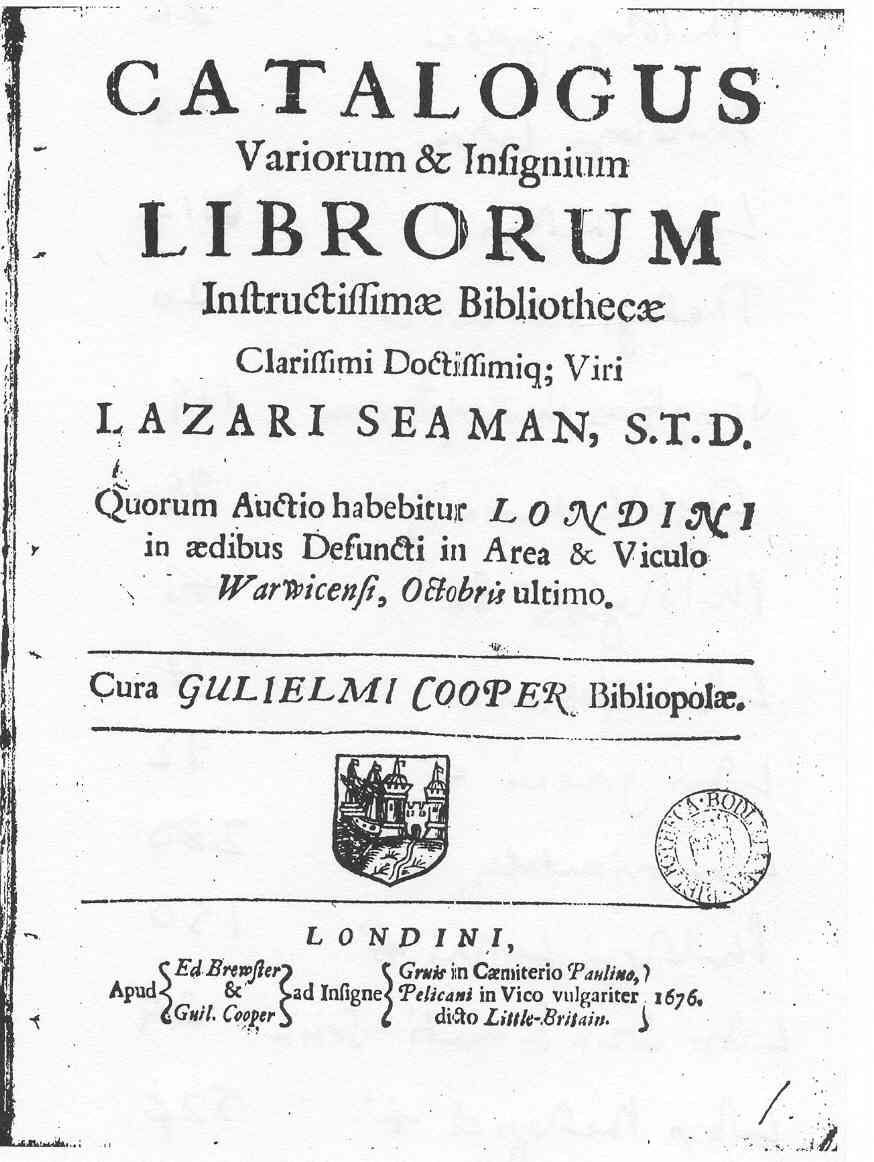 CATALOGUS
Variorum & Inſignium
LIBRORUM
Inſtructiſſimæ Bibliothecæ
Clariſſimi Doctiſſimiq; Viri
LAZARI SEAMAN, S.T.D.
Quorum Auctio habebitur LONDINI
in ædibus Defuncti in Area & Viculo
Warwicenſi, Octobris ultimo.
Cura GULIELMI COOPER Bibliopolæ.
BIBLIOTHECA·BODLEIANA
LONDINI,
Apud { Ed. Brewſter & Guil. Cooper } ad Inſigne { Gruis in Cæmiterio Paulino, Pelicani in Vico vulgariter dicto Little-Britain. } 1676.